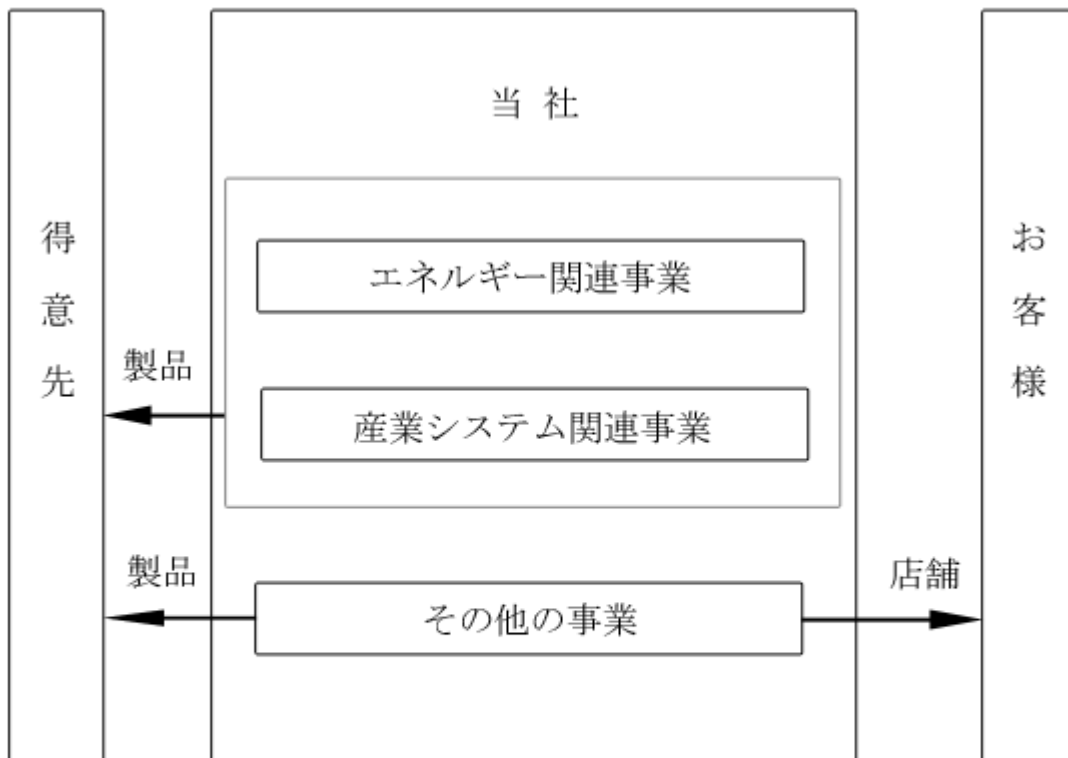 当 社
得意先
お客様
エネルギー関連事業
製品
産業システム関連事業
製品
その他の事業
店舗